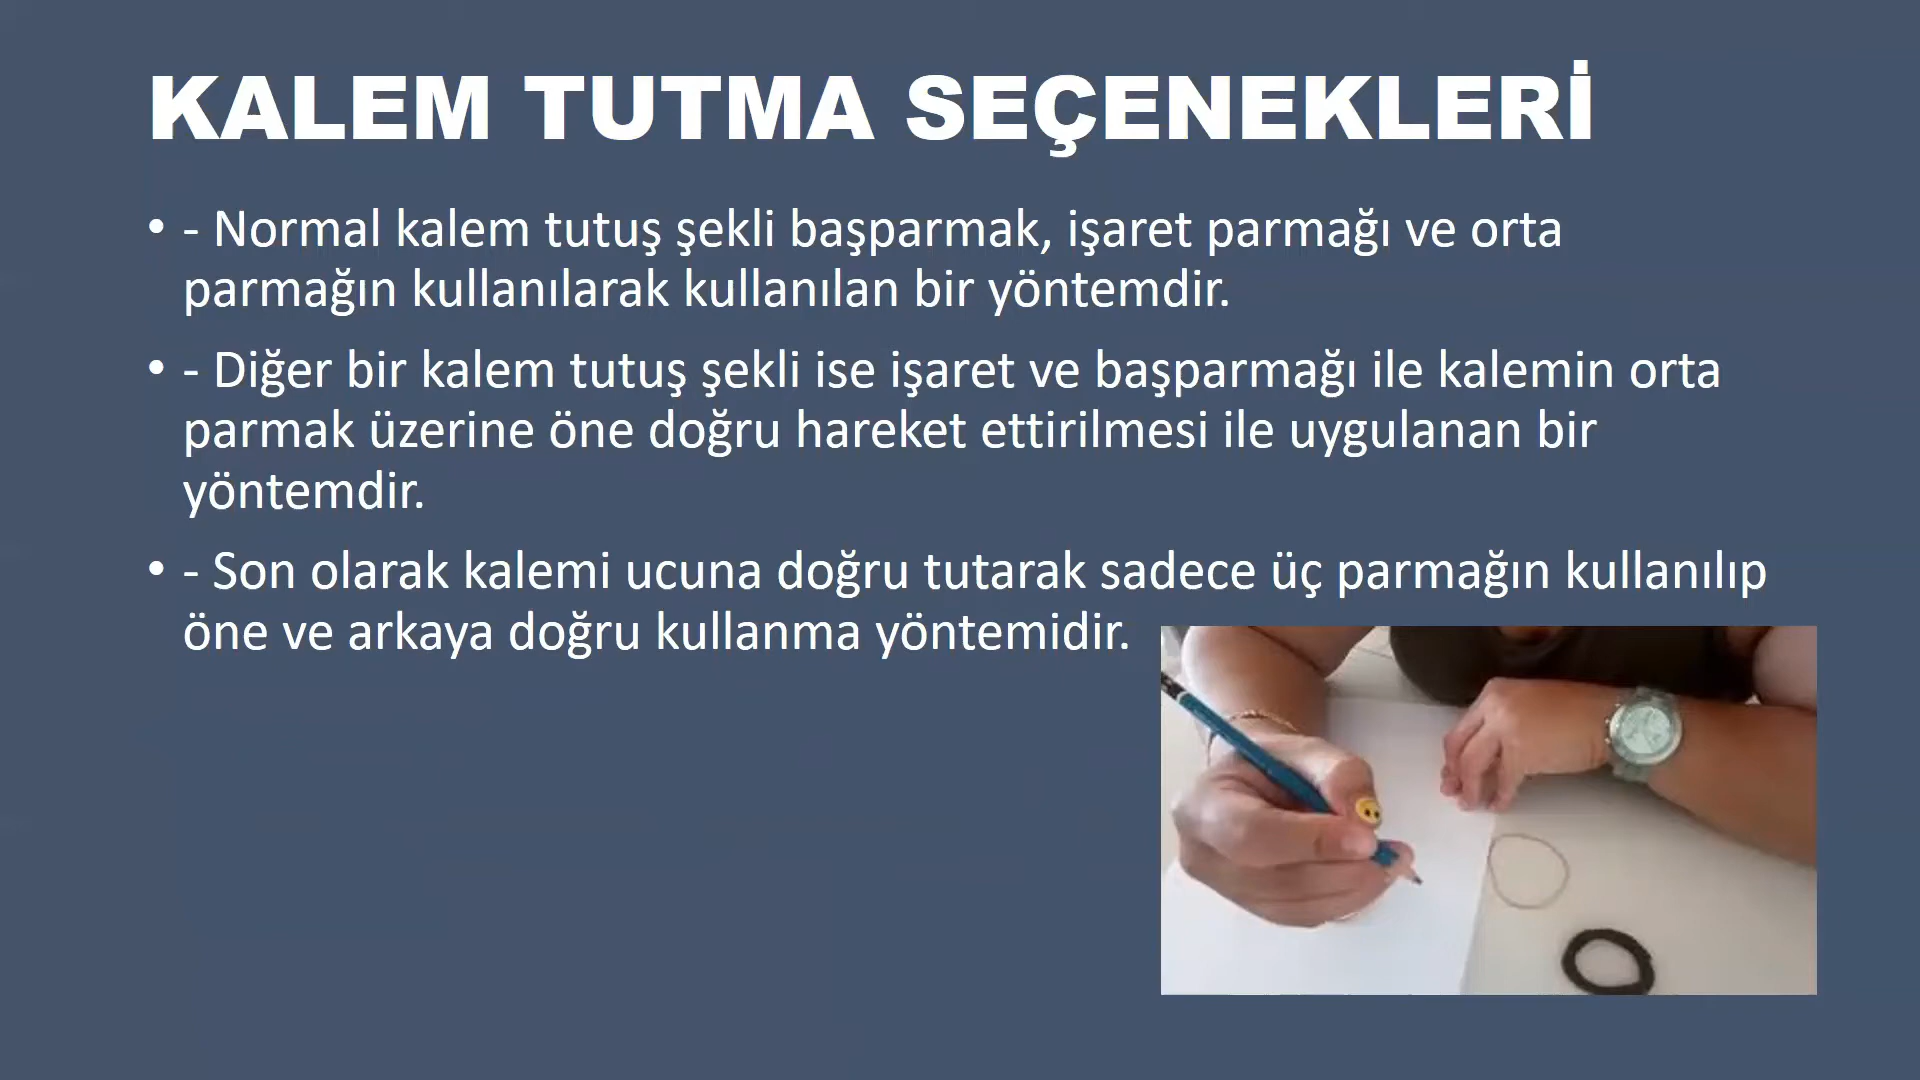 KALEM TUTMA SEÇENEKLERİ
• - Normal kalem tutuş şekli başparmak, işaret parmağı ve orta
parmağın kullanılarak kullanılan bir yöntemdir.
• - Diğer bir kalem tutuş şekli ise işaret ve başparmağı ile kalemin orta
parmak üzerine öne doğru hareket ettirilmesi ile uygulanan bir
yöntemdir.
• - Son olarak kalemi ucuna doğru tutarak sadece üç parmağın kullanılıp
öne ve arkaya doğru kullanma yöntemidir.